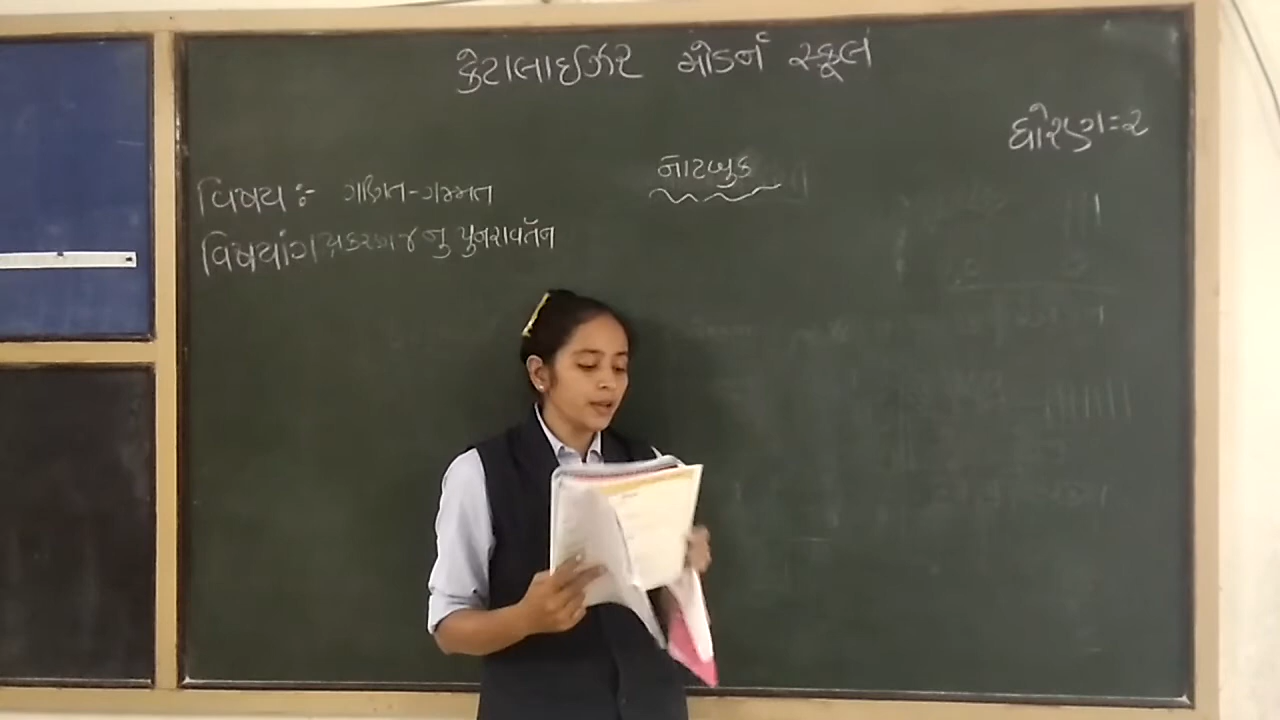 કેટાલાઈઝર મોડર્ન સ્કૂલ
ધોરણ=૨
નોટબુક
વિષય :- ગણિત-ગમ્મત
વિષયાંગ પ્રકરણ ૪નુ પુનરાવર્તન